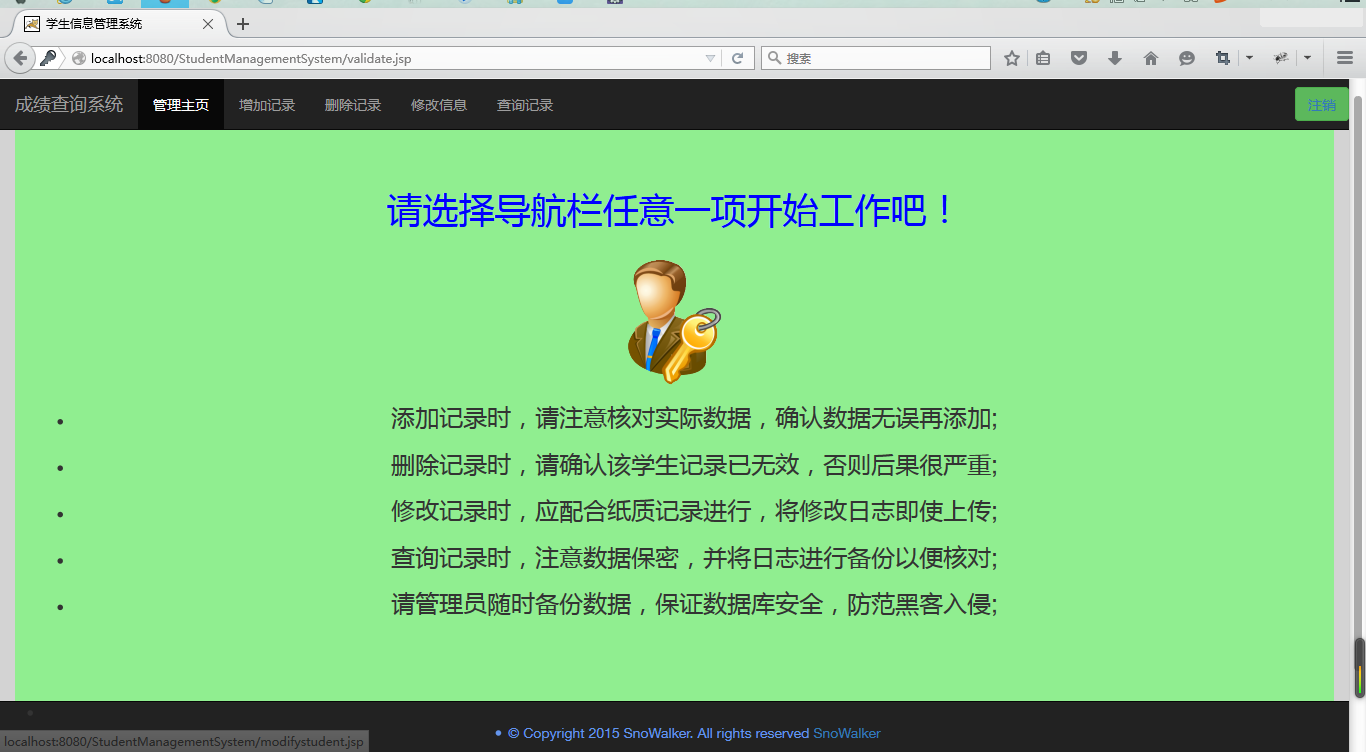 学生信息管理系统
localhost:8080/StudentManagementSystem/validate.jsp
搜索
成绩查询系统 管理主页 增加记录 删除记录 修改信息 查询记录 注销
请选择导航栏任意一项开始工作吧！
添加记录时，请注意核对实际数据，确认数据无误再添加;
删除记录时，请确认该学生记录已无效，否则后果很严重;
修改记录时，应配合纸质记录进行，将修改日志即使上传;
查询记录时，注意数据保密，并将日志进行备份以便核对;
请管理员随时备份数据，保证数据库安全，防范黑客入侵;
© Copyright 2015 SnoWalker. All rights reserved SnoWalker
localhost:8080/StudentManagementSystem/modifystudent.jsp